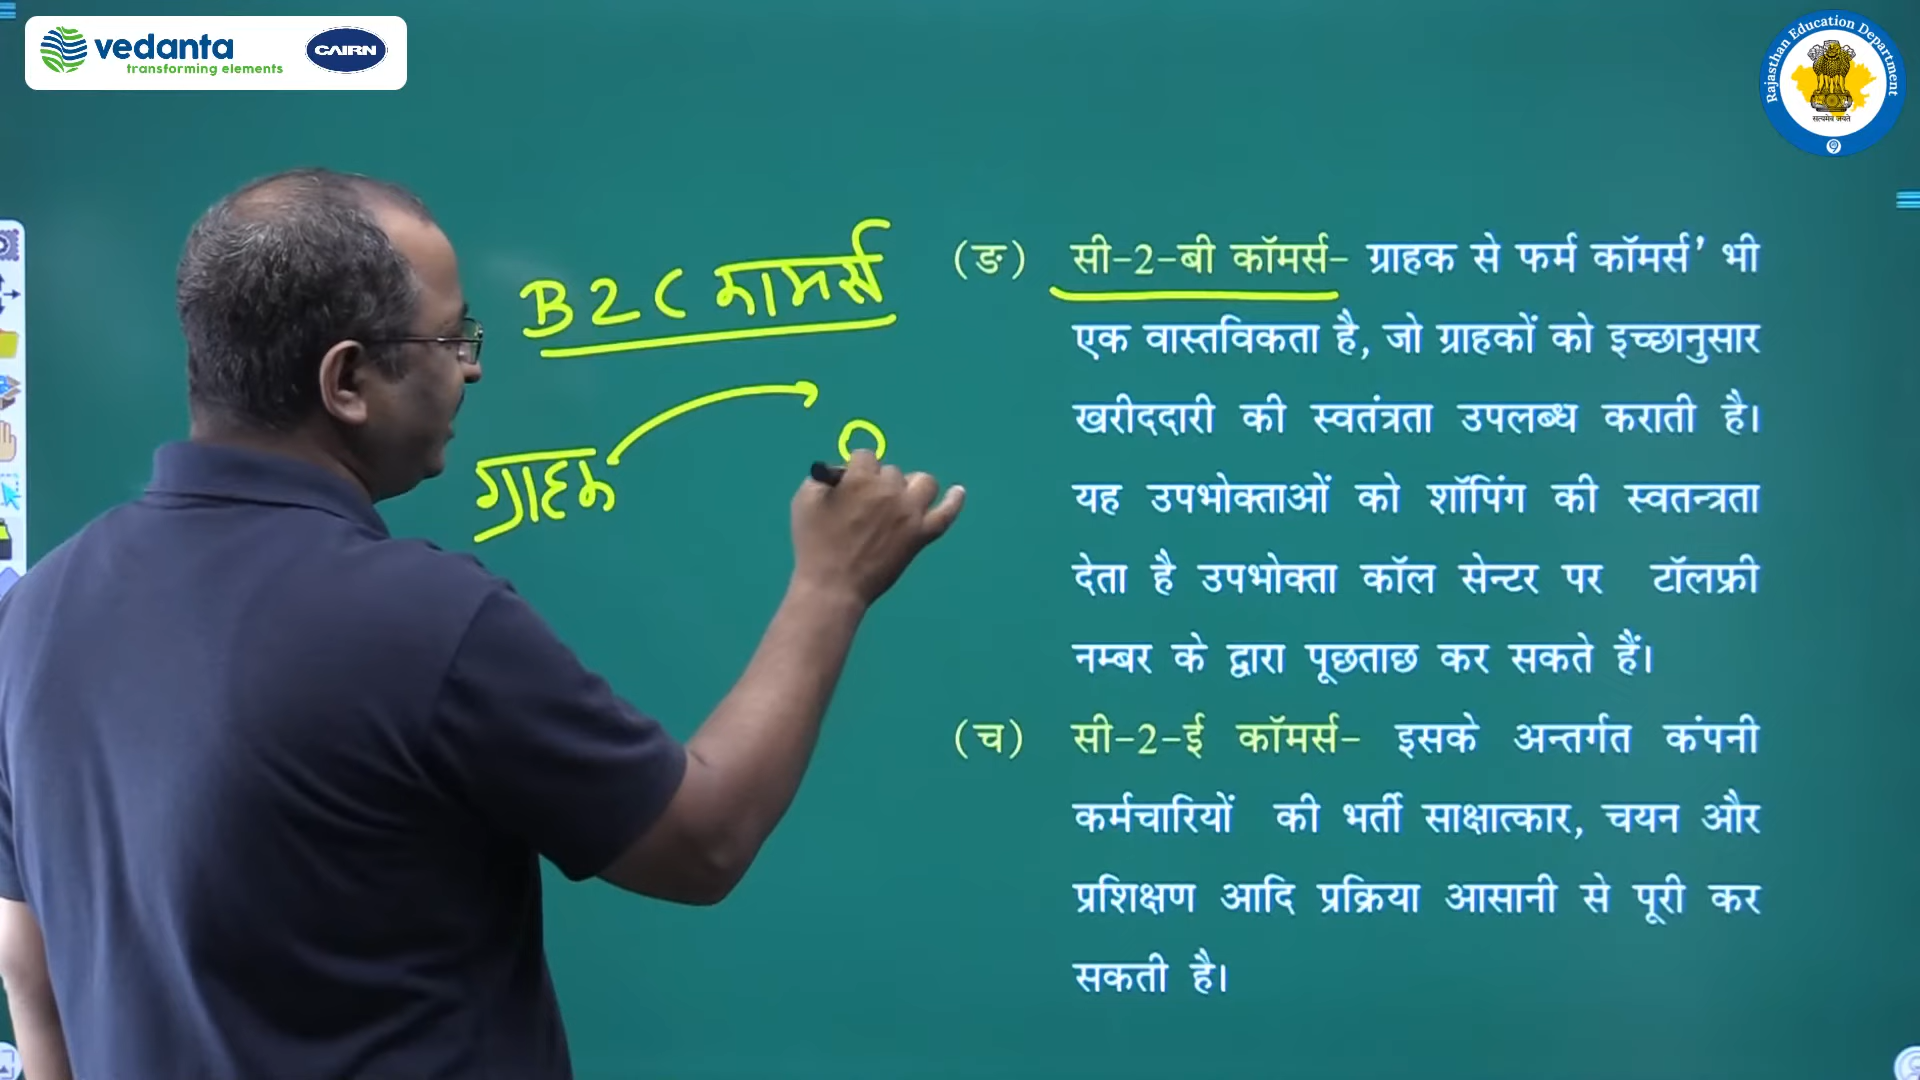 vedanta
transforming elements
CAIRN
Rajasthan Education Department
सत्यमेव जयते
B2C कामर्स
ग्राहक
(ङ) सी-2-बी कॉमर्स- ग्राहक से फर्म कॉमर्स’ भी
एक वास्तविकता है, जो ग्राहकों को इच्छानुसार
खरीददारी की स्वतंत्रता उपलब्ध कराती है।
यह उपभोक्ताओं को शॉपिंग की स्वतन्त्रता
देता है उपभोक्ता कॉल सेन्टर पर टॉलफ्री
नम्बर के द्वारा पूछताछ कर सकते हैं।
(च) सी-2-ई कॉमर्स- इसके अन्तर्गत कंपनी
कर्मचारियों की भर्ती साक्षात्कार, चयन और
प्रशिक्षण आदि प्रक्रिया आसानी से पूरी कर
सकती है।